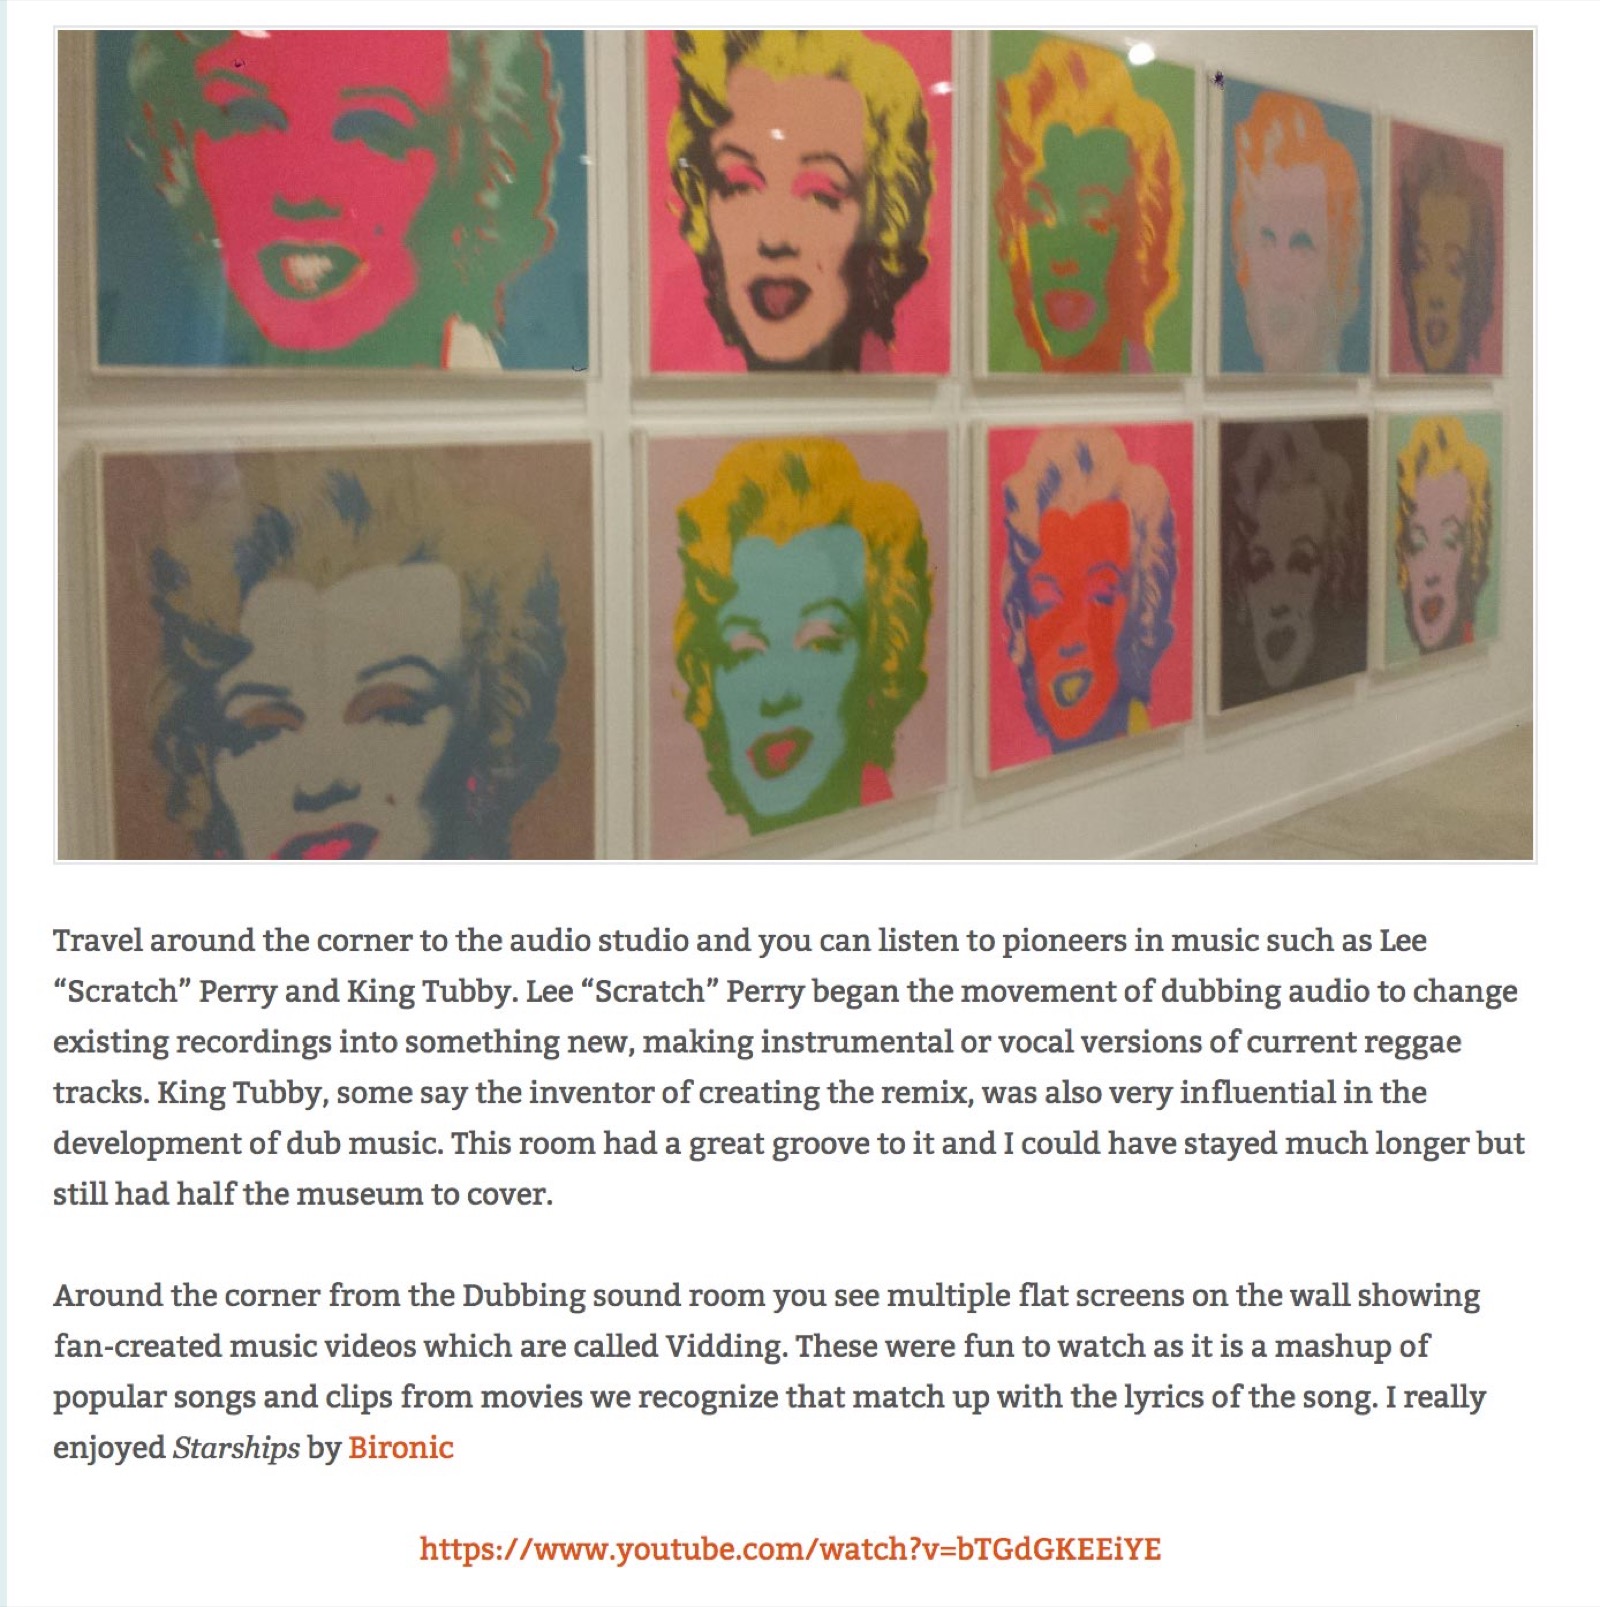 Travel around the corner to the audio studio and you can listen to pioneers in music such as Lee
“Scratch” Perry and King Tubby. Lee “Scratch” Perry began the movement of dubbing audio to change
existing recordings into something new, making instrumental or vocal versions of current reggae
tracks. King Tubby, some say the inventor of creating the remix, was also very influential in the
development of dub music. This room had a great groove to it and I could have stayed much longer but
still had half the museum to cover.
Around the corner from the Dubbing sound room you see multiple flat screens on the wall showing
fan-created music videos which are called Vidding. These were fun to watch as it is a mashup of
popular songs and clips from movies we recognize that match up with the lyrics of the song. I really
enjoyed Starships by Bironic
https://www.youtube.com/watch?v=bTGdGKEEiYE